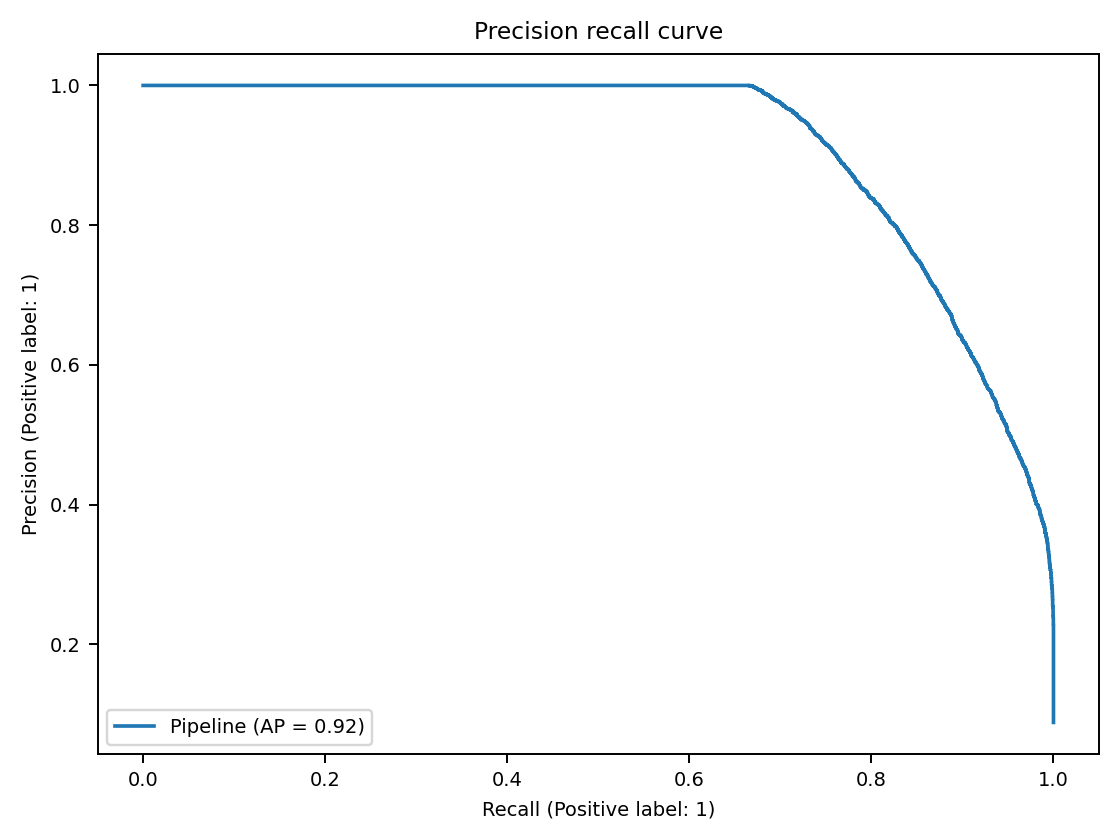 Precision recall curve
1.0
0.8
0.6
0.4
0.2
Precision (Positive label: 1)
Pipeline (AP = 0.92)
0.0
0.2
0.4
0.6
0.8
1.0
Recall (Positive label: 1)